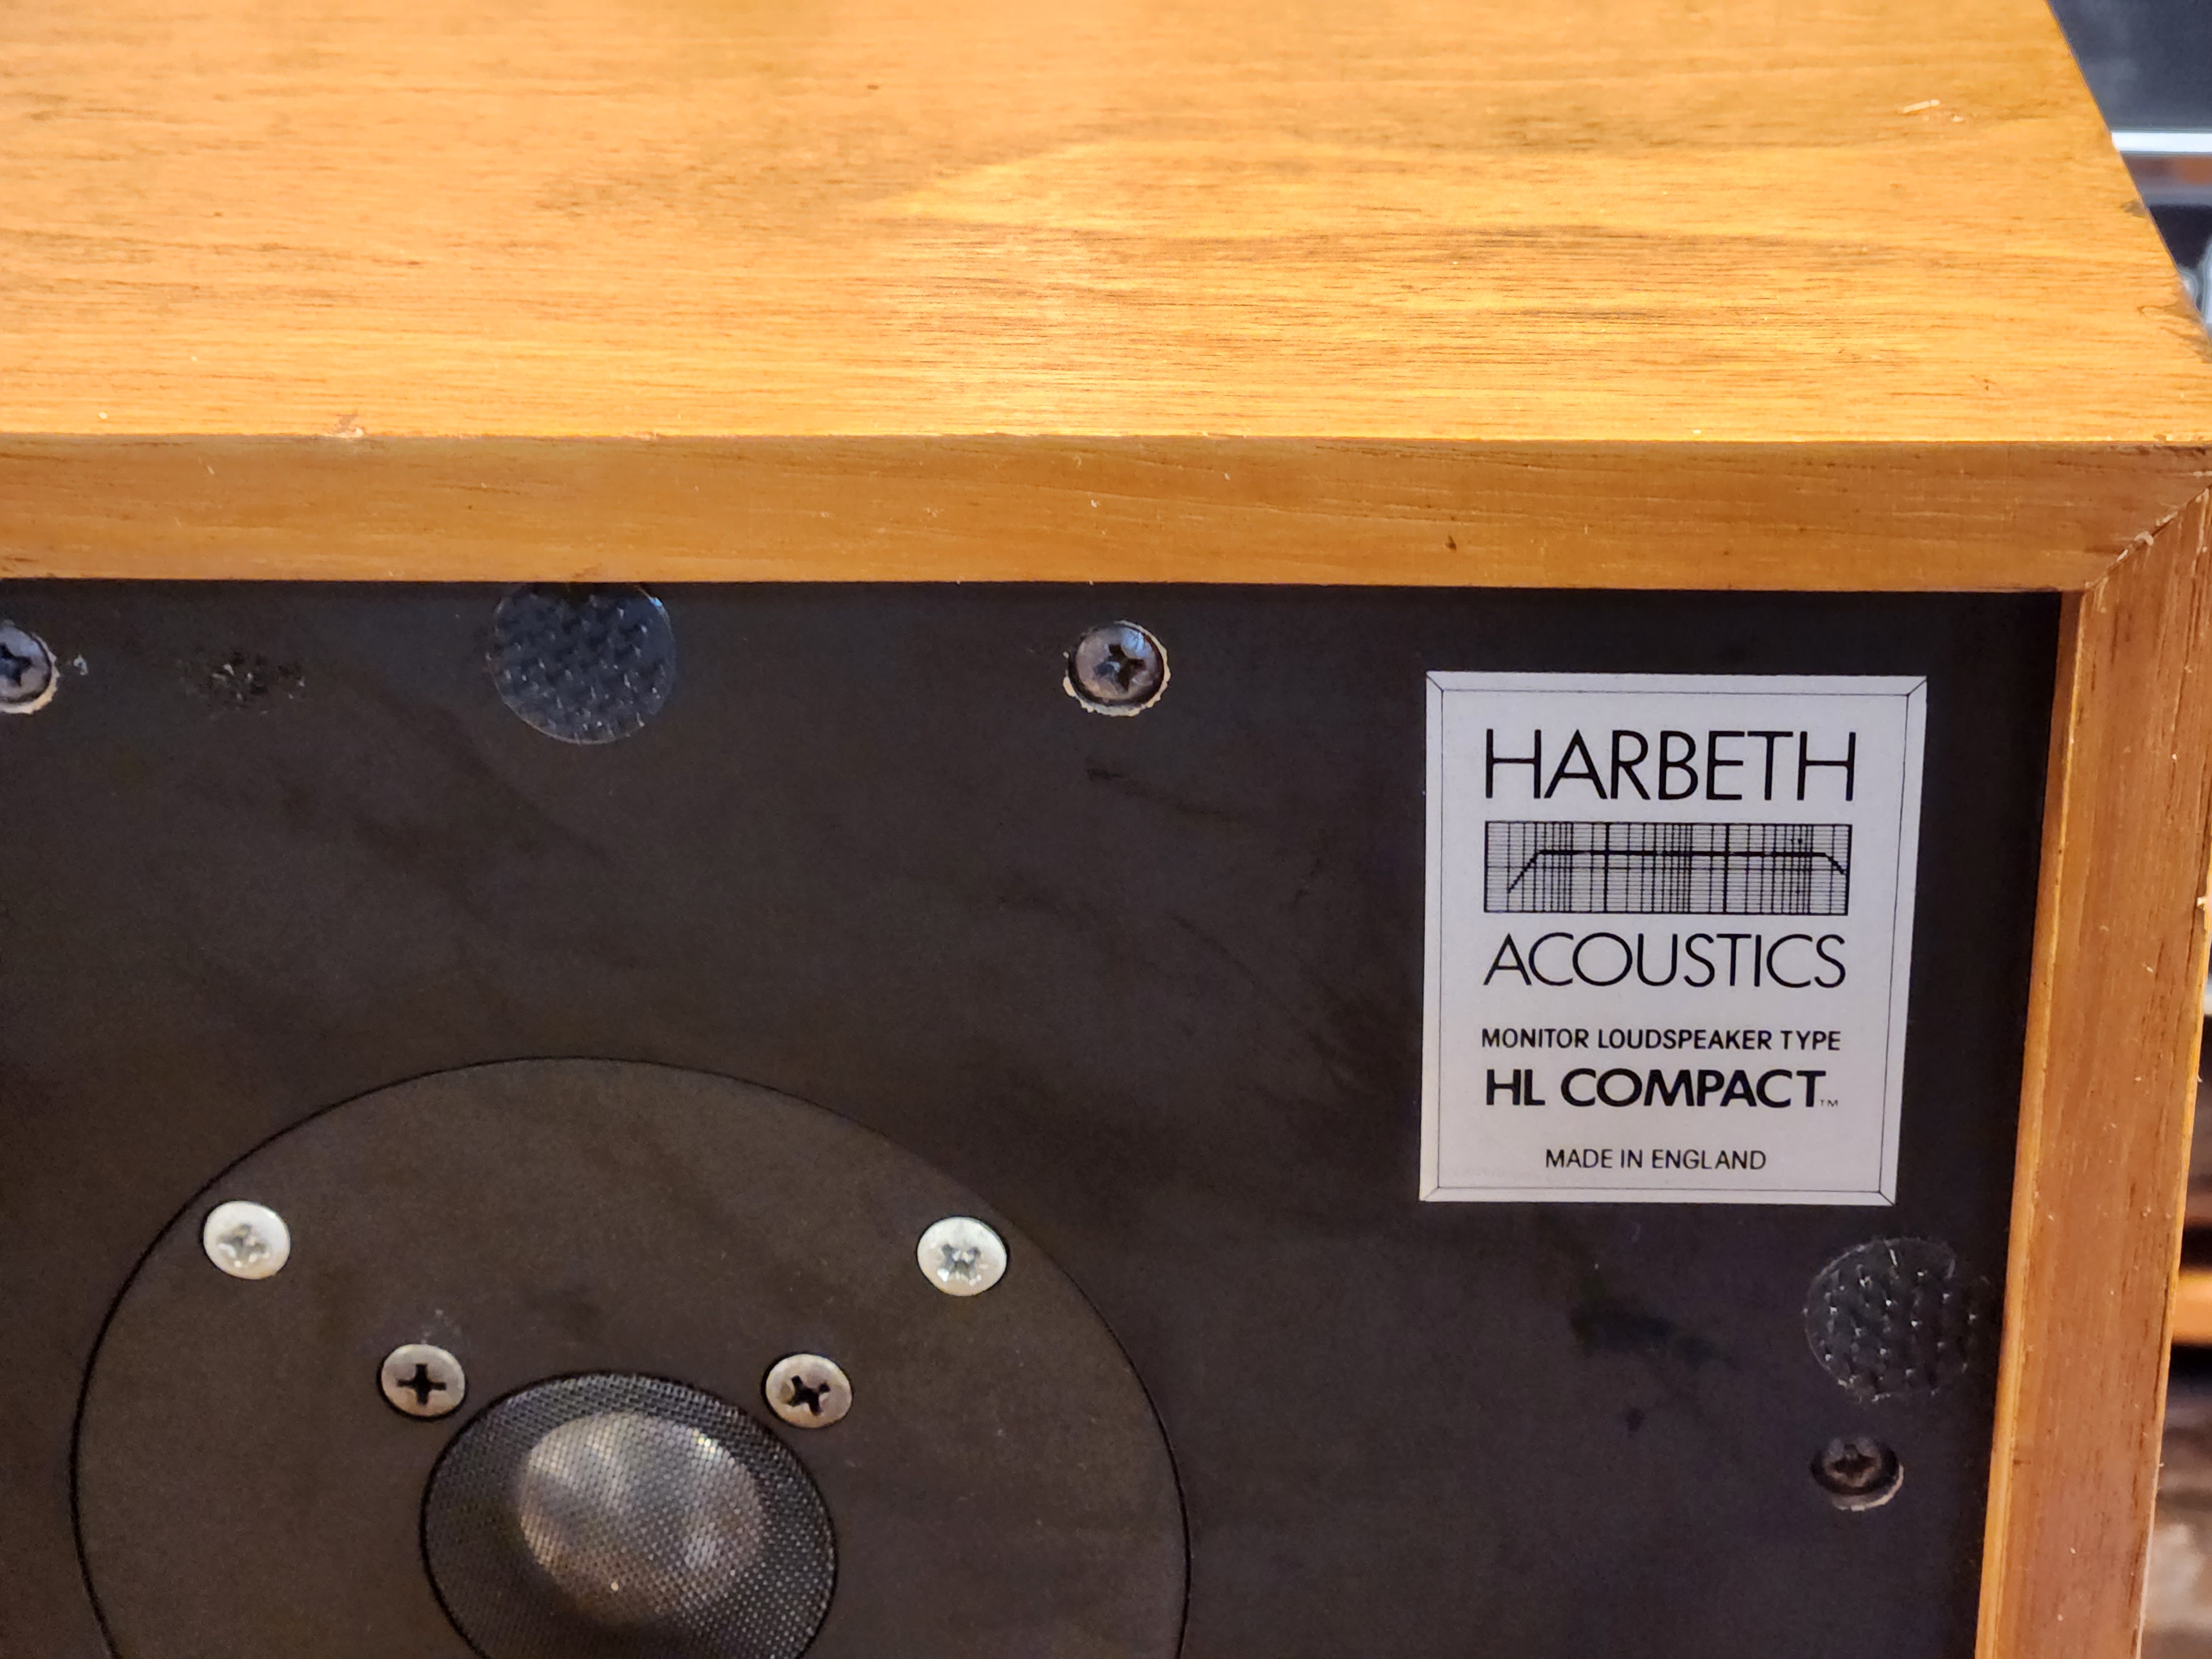 HARBETH
ACOUSTICS
MONITOR LOUDSPEAKER TYPE
HL COMPACT™
MADE IN ENGLAND